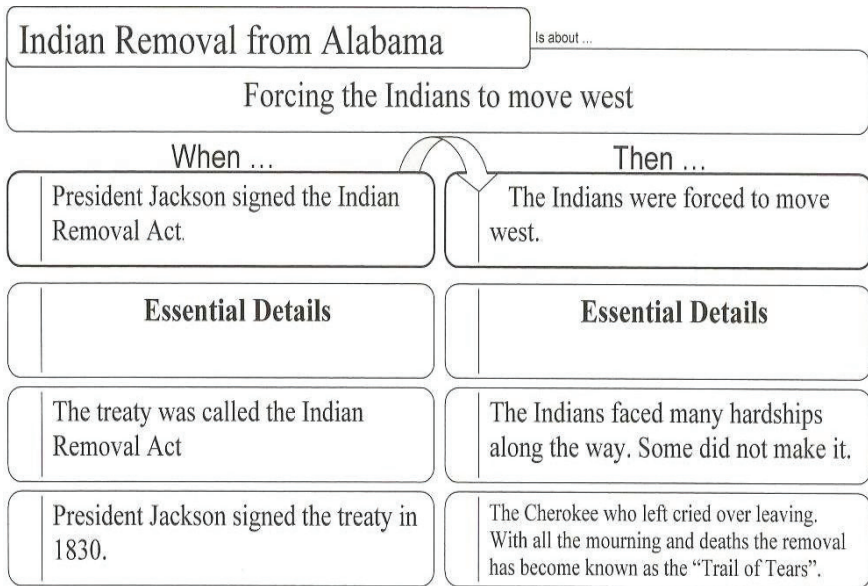 Indian Removal from Alabama
Is about ...
Forcing the Indians to move west
When ...
Then ...
President Jackson signed the Indian
Removal Act.
The Indians were forced to move
west.
Essential Details
Essential Details
The treaty was called the Indian
Removal Act
The Indians faced many hardships
along the way. Some did not make it.
President Jackson signed the treaty in
1830.
The Cherokee who left cried over leaving.
With all the mourning and deaths the removal
has become known as the “Trail of Tears”.